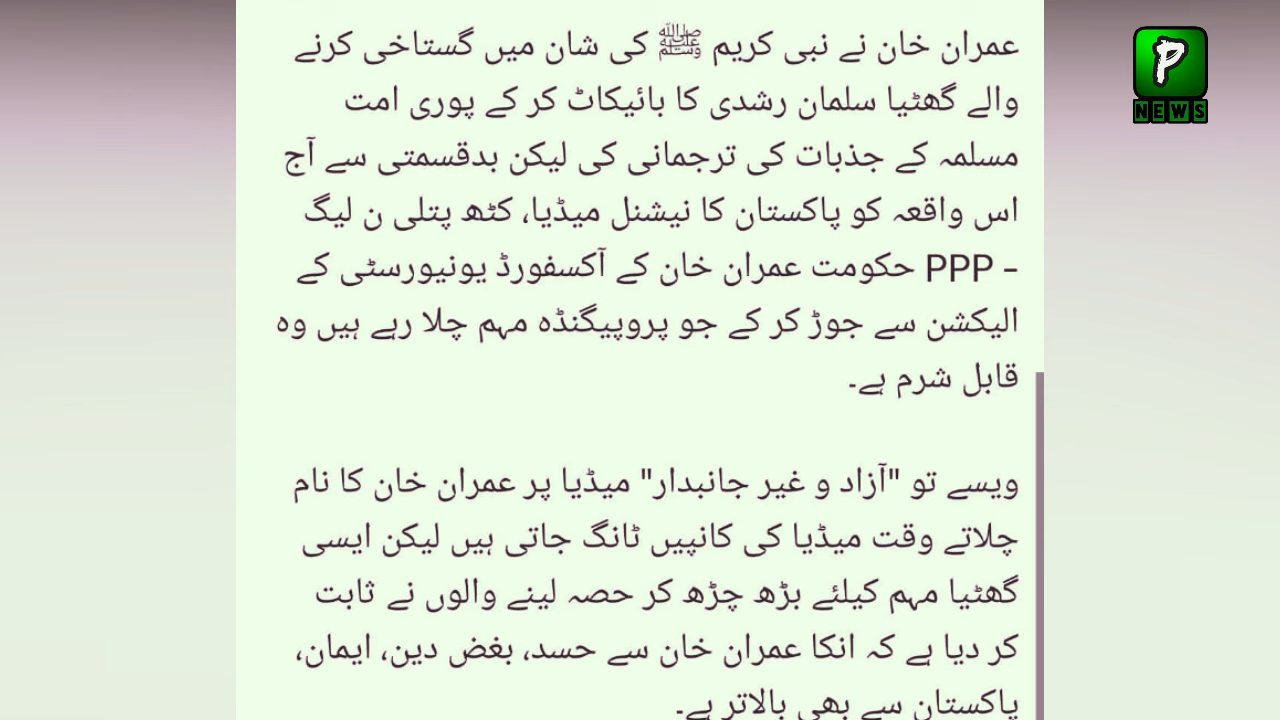 عمران خان نے نبی کریم ﷺ کی شان میں گستاخی کرنے
والے گھٹیا سلمان رشدی کا بائیکاٹ کر کے پوری امت
مسلمہ کے جذبات کی ترجمانی کی لیکن بدقسمتی سے آج
اس واقعہ کو پاکستان کا نیشنل میڈیا، کٹھ پتلی ن لیگ
– PPP حکومت عمران خان کے آکسفورڈ یونیورسٹی کے
الیکشن سے جوڑ کر کے جو پروپیگنڈہ مہم چلا رہے ہیں وہ
قابل شرم ہے۔
ویسے تو "آزاد و غیر جانبدار" میڈیا پر عمران خان کا نام
چلاتے وقت میڈیا کی کانپیں ٹانگ جاتی ہیں لیکن ایسی
گھٹیا مہم کیلئے بڑھ چڑھ کر حصہ لینے والوں نے ثابت
کر دیا ہے کہ انکا عمران خان سے حسد، بغض دین، ایمان،
پاکستان سے بھی بالاتر ہے۔
P
NEWS